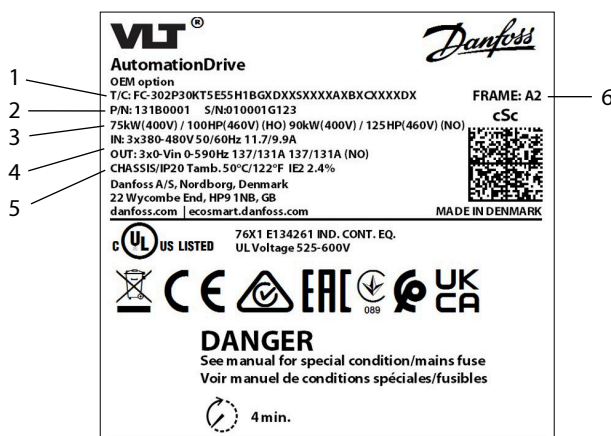 VLT®
Danfoss
AutomationDrive
OEM option
1
T/C: FC-302P30KT5E55H1BGXDXXSXXXXAXBXCXXXXDX
FRAME: A2
6
2
P/N: 131B0001 S/N:010001G123
cSc
3
75kW(400V) / 100HP(460V) (HO) 90kW(400V) / 125HP(460V) (NO)
IN: 3x380-480V 50/60Hz 11.7/9.9A
4
OUT: 3x0-Vin 0-590Hz 137/131A 137/131A (NO)
5
CHASSIS/IP20 Tamb. 50°C/122°F IE2 2.4%
Danfoss A/S, Nordborg, Denmark
22 Wycombe End, HP9 1NB, GB
danfoss.com | ecosmart.danfoss.com
MADE IN DENMARK
c UL US LISTED
76X1 E134261 IND. CONT. EQ.
UL Voltage 525-600V
CE
EAC
089
UK
CA
DANGER
See manual for special condition/mains fuse
Voir manuel de conditions spéciales/fusibles
4 min.